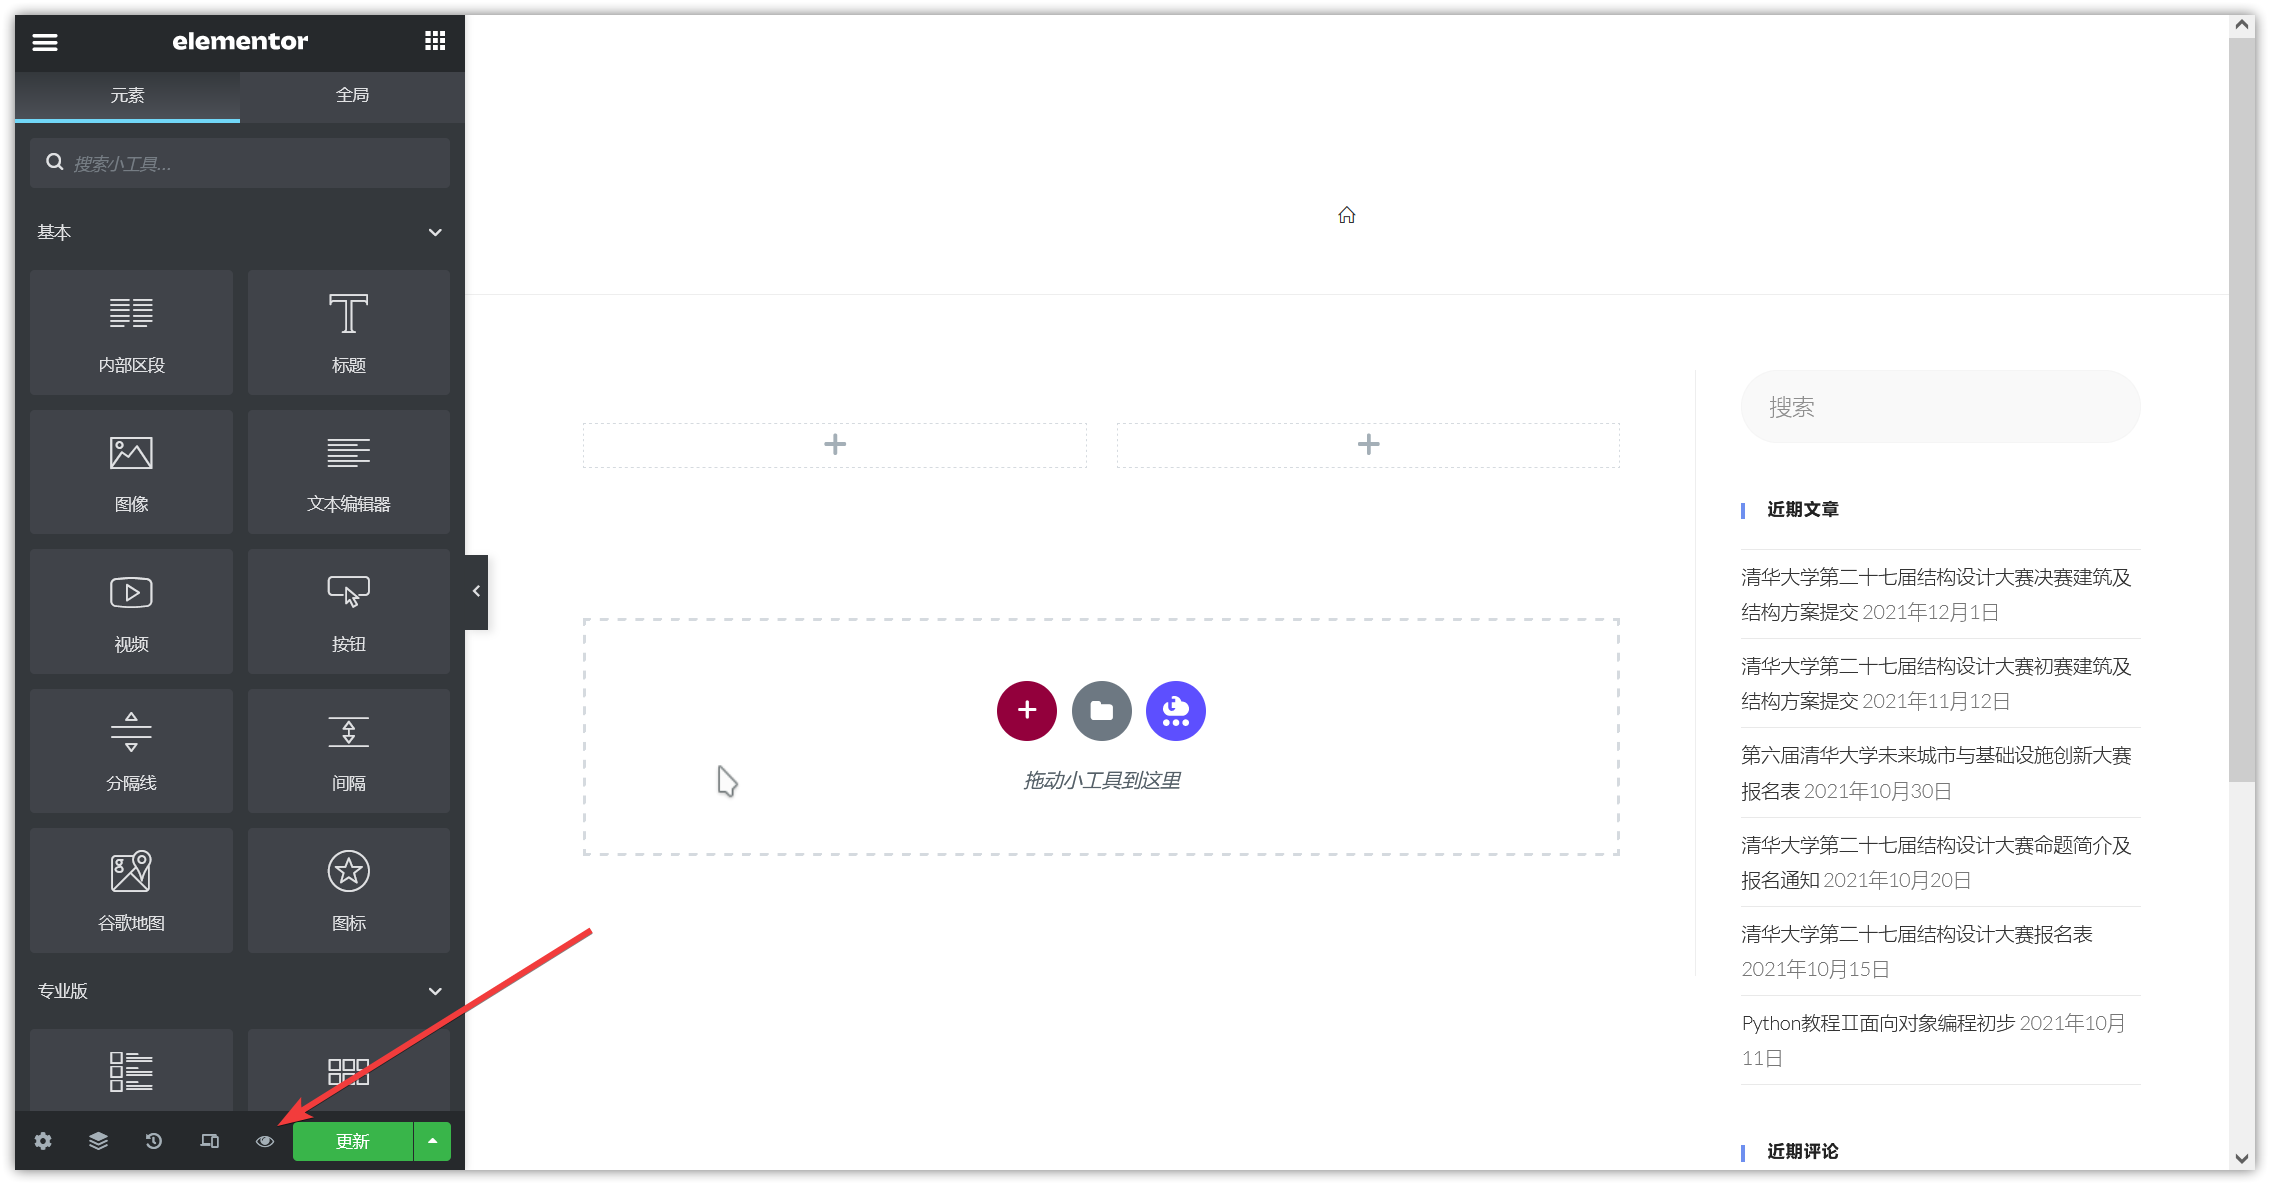 elementor
元素
全局
搜索小工具...
基本
内部区段
标题
图像
文本编辑器
视频
按钮
分隔线
间隔
谷歌地图
图标
专业版
更新
拖动小工具到这里
搜索
近期文章
清华大学第二十七届结构设计大赛决赛建筑及
结构方案提交 2021年12月1日
清华大学第二十七届结构设计大赛初赛建筑及
结构方案提交 2021年11月12日
第六届清华大学未来城市与基础设施创新大赛
报名表 2021年10月30日
清华大学第二十七届结构设计大赛命题简介及
报名通知 2021年10月20日
清华大学第二十七届结构设计大赛报名表
2021年10月15日
Python教程II面向对象编程初步 2021年10月
11日
近期评论